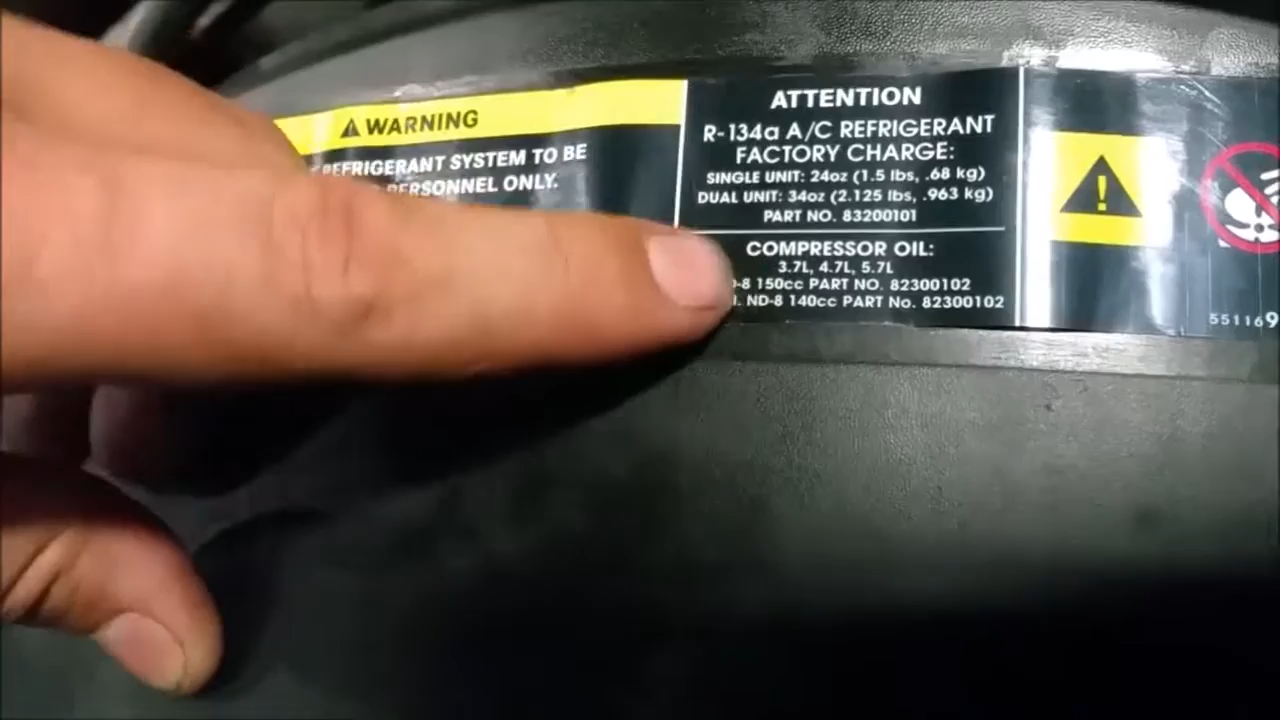 WARNING
REFRIGERANT SYSTEM TO BE
PERSONNEL ONLY.
ATTENTION
R-134a A/C REFRIGERANT
FACTORY CHARGE:
SINGLE UNIT: 24oz (1.5 lbs, .68 kg)
DUAL UNIT: 34oz (2.125 lbs, .963 kg)
PART NO. 83200101
COMPRESSOR OIL:
3.7L, 4.7L, 5.7L
-8 150cc PART NO. 82300102
. ND-8 140cc PART No. 82300102
!
551169